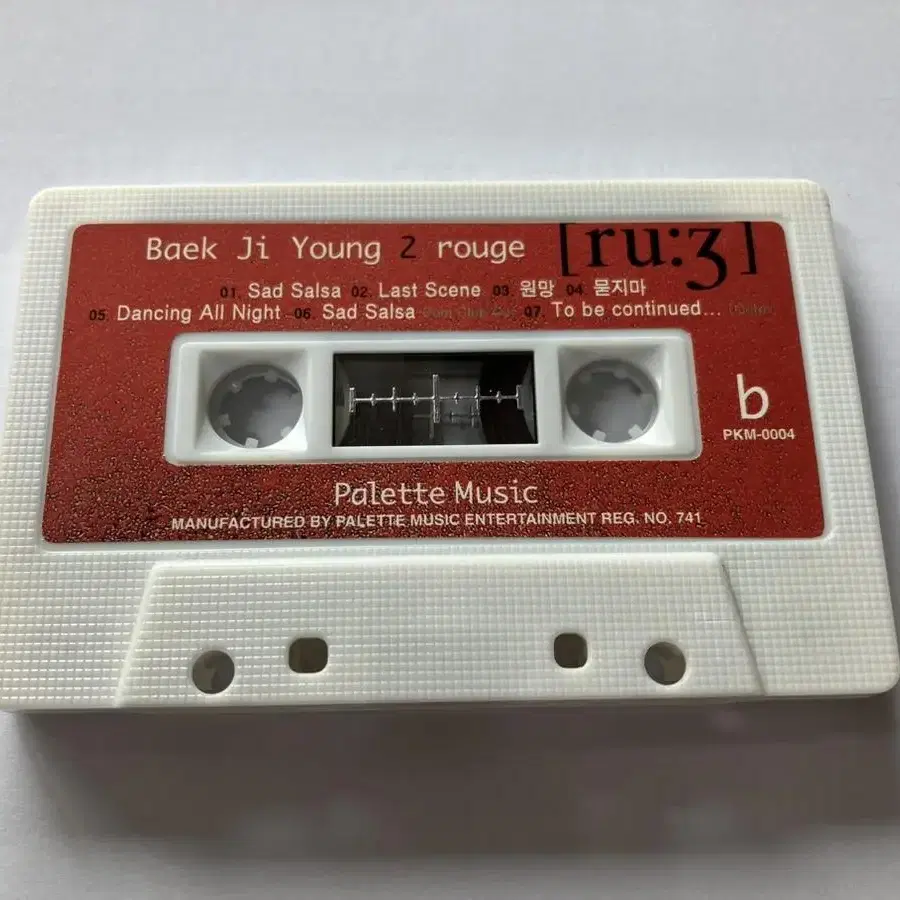 Baek Ji Young 2 rouge [ru:ʒ]
01. Sad Salsa 02. Last Scene 03. 원망 04. 묻지마
05. Dancing All Night 06. Sad Salsa 07. To be continued...
b
PKM-0004
Palette Music
MANUFACTURED BY PALETTE MUSIC ENTERTAINMENT REG. NO. 741